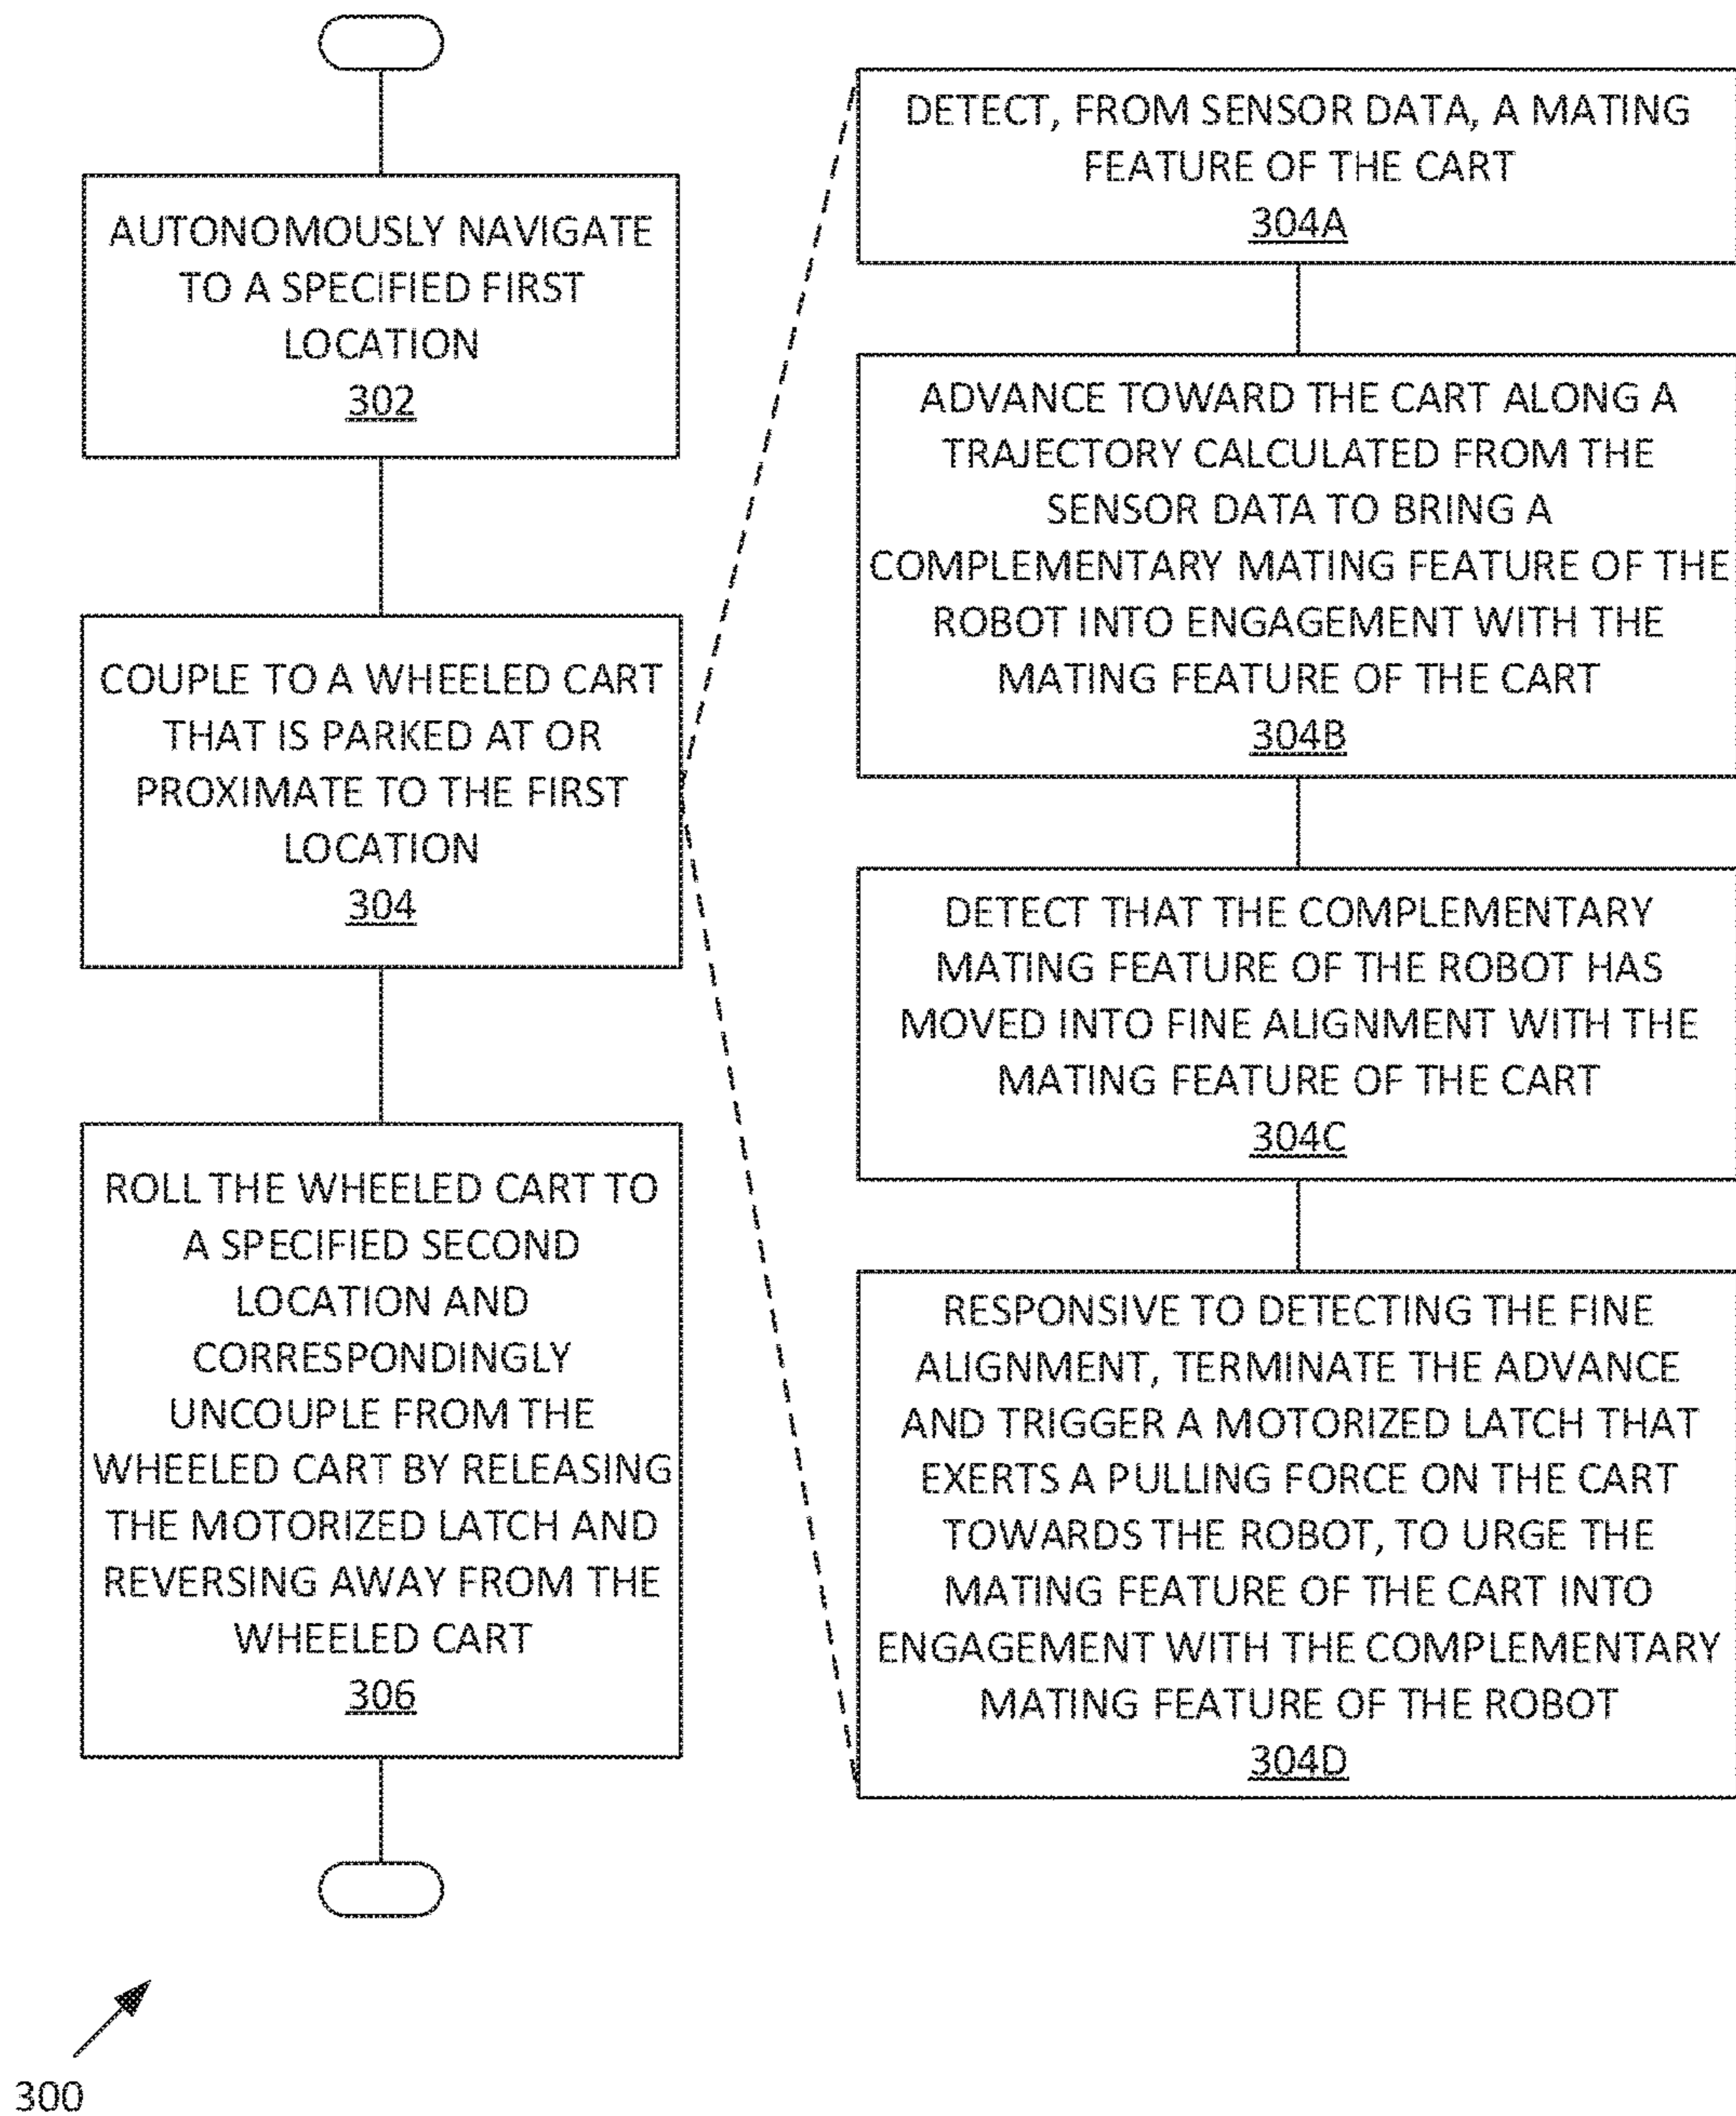 AUTONOMOUSLY NAVIGATE
TO A SPECIFIED FIRST
LOCATION
302
COUPLE TO A WHEELED CART
THAT IS PARKED AT OR
PROXIMATE TO THE FIRST
LOCATION
304
ROLL THE WHEELED CART TO
A SPECIFIED SECOND
LOCATION AND
CORRESPONDINGLY
UNCOUPLE FROM THE
WHEELED CART BY RELEASING
THE MOTORIZED LATCH AND
REVERSING AWAY FROM THE
WHEELED CART
306
DETECT, FROM SENSOR DATA, A MATING
FEATURE OF THE CART
304A
ADVANCE TOWARD THE CART ALONG A
TRAJECTORY CALCULATED FROM THE
SENSOR DATA TO BRING A
COMPLEMENTARY MATING FEATURE OF THE
ROBOT INTO ENGAGEMENT WITH THE
MATING FEATURE OF THE CART
304B
DETECT THAT THE COMPLEMENTARY
MATING FEATURE OF THE ROBOT HAS
MOVED INTO FINE ALIGNMENT WITH THE
MATING FEATURE OF THE CART
304C
RESPONSIVE TO DETECTING THE FINE
ALIGNMENT, TERMINATE THE ADVANCE
AND TRIGGER A MOTORIZED LATCH THAT
EXERTS A PULLING FORCE ON THE CART
TOWARDS THE ROBOT, TO URGE THE
MATING FEATURE OF THE CART INTO
ENGAGEMENT WITH THE COMPLEMENTARY
MATING FEATURE OF THE ROBOT
304D
300